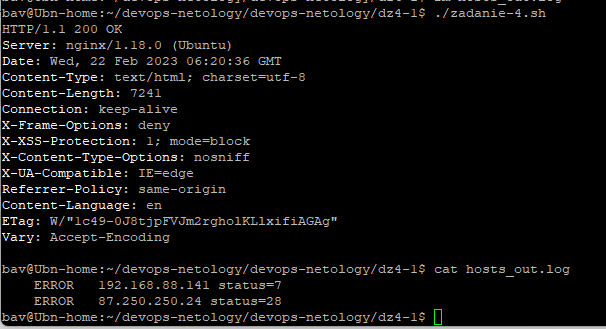 bav@Ubn-home:~/devops-netology/devops-netology/dz4-1$ ./zadanie-4.sh
HTTP/1.1 200 OK
Server: nginx/1.18.0 (Ubuntu)
Date: Wed, 22 Feb 2023 06:20:36 GMT
Content-Type: text/html; charset=utf-8
Content-Length: 7241
Connection: keep-alive
X-Frame-Options: deny
X-XSS-Protection: 1; mode=block
X-Content-Type-Options: nosniff
X-UA-Compatible: IE=edge
Referrer-Policy: same-origin
Content-Language: en
ETag: W/"1c49-0J8tjpFVJm2rgholKLlxifiAGAg"
Vary: Accept-Encoding
bav@Ubn-home:~/devops-netology/devops-netology/dz4-1$ cat hosts_out.log
    ERROR   192.168.88.141 status=7
    ERROR   87.250.250.24 status=28
bav@Ubn-home:~/devops-netology/devops-netology/dz4-1$